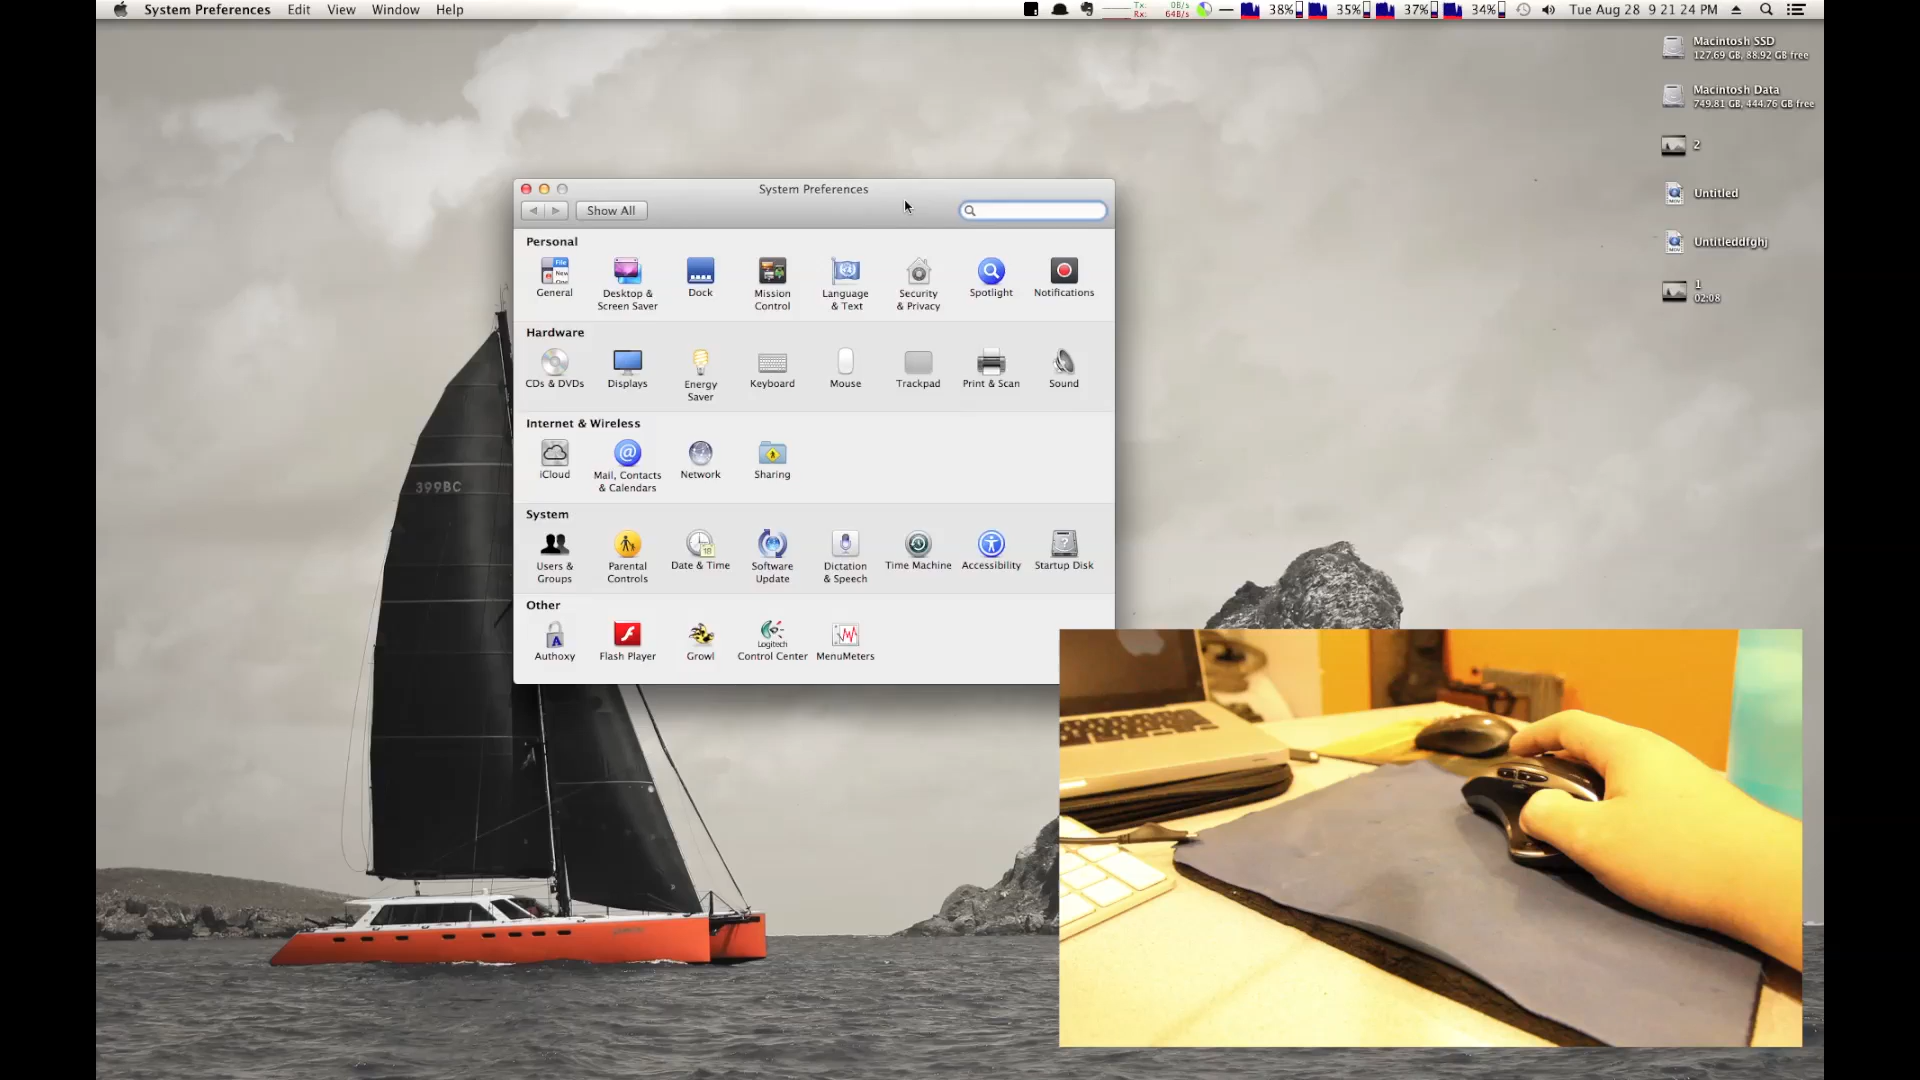 System Preferences Edit View Window Help
Tx: 0B/s
Rx: 64B/s
38% 35% 37% 34% Tue Aug 28 9 21 24 PM
Macintosh SSD
127.69 GB, 88.92 GB free
Macintosh Data
749.81 GB, 444.76 GB free
2
Untitled
Untitleddfghj
1
02:08
System Preferences
Show All
Personal
General
Desktop &
Screen Saver
Dock
Mission
Control
Language
& Text
Security
& Privacy
Spotlight
Notifications
Hardware
CDs & DVDs
Displays
Energy
Saver
Keyboard
Mouse
Trackpad
Print & Scan
Sound
Internet & Wireless
iCloud
Mail, Contacts
& Calendars
Network
Sharing
System
Users &
Groups
Parental
Controls
Date & Time
Software
Update
Dictation
& Speech
Time Machine
Accessibility
Startup Disk
Other
Authoxy
Flash Player
Growl
Logitech
Control Center
MenuMeters
399BC